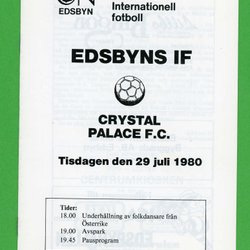 Internationell
fotboll
EDSBYN
EDSBYNS IF
CRYSTAL
PALACE F.C.
Tisdagen den 29 juli 1980
Tider:
18.00 Underhållning av folkdansare från
Österrike
19.00 Avspark
19.45 Pausprogram